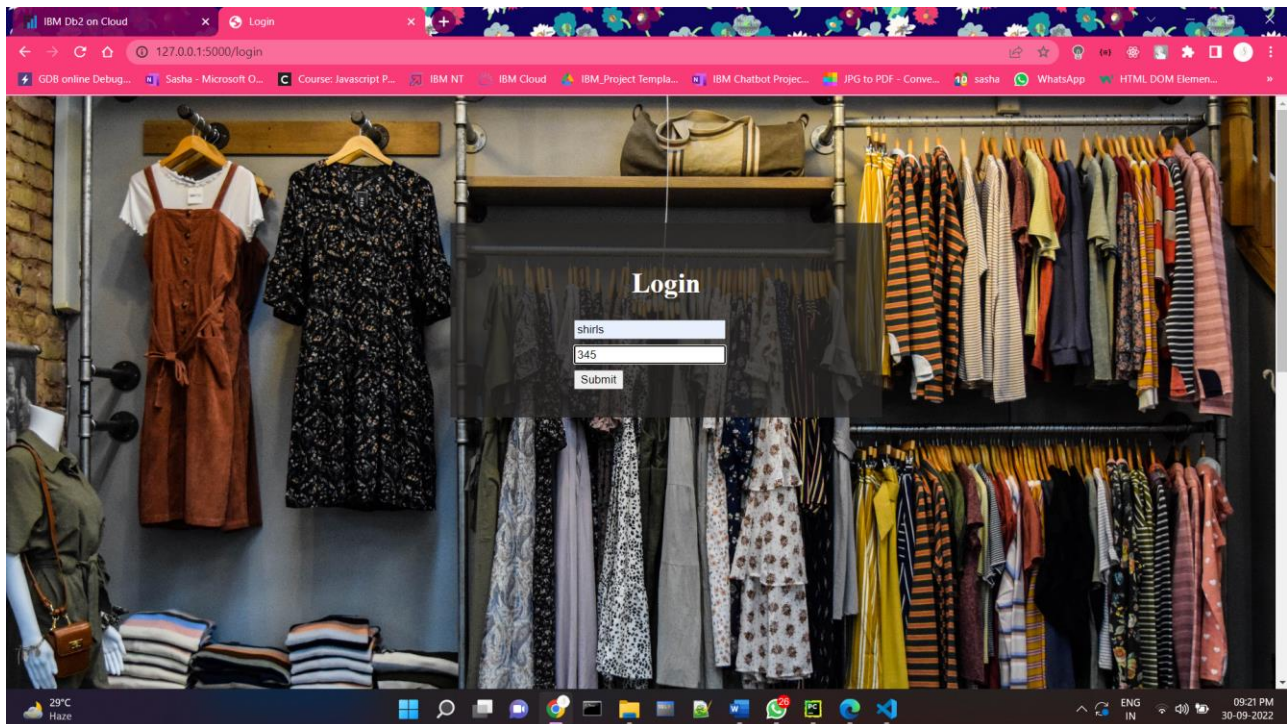 IBM Db2 on Cloud
Login
127.0.0.1:5000/login
GDB online Debug...
Sasha - Microsoft O...
Course: Javascript P...
IBM NT
IBM Cloud
IBM_Project Templa...
IBM Chatbot Projec...
JPG to PDF - Conve...
sasha
WhatsApp
HTML DOM Elemen...
Login
shirls
345
Submit
29°C
Haze
26
ENG
IN
09:21 PM
30-09-2022